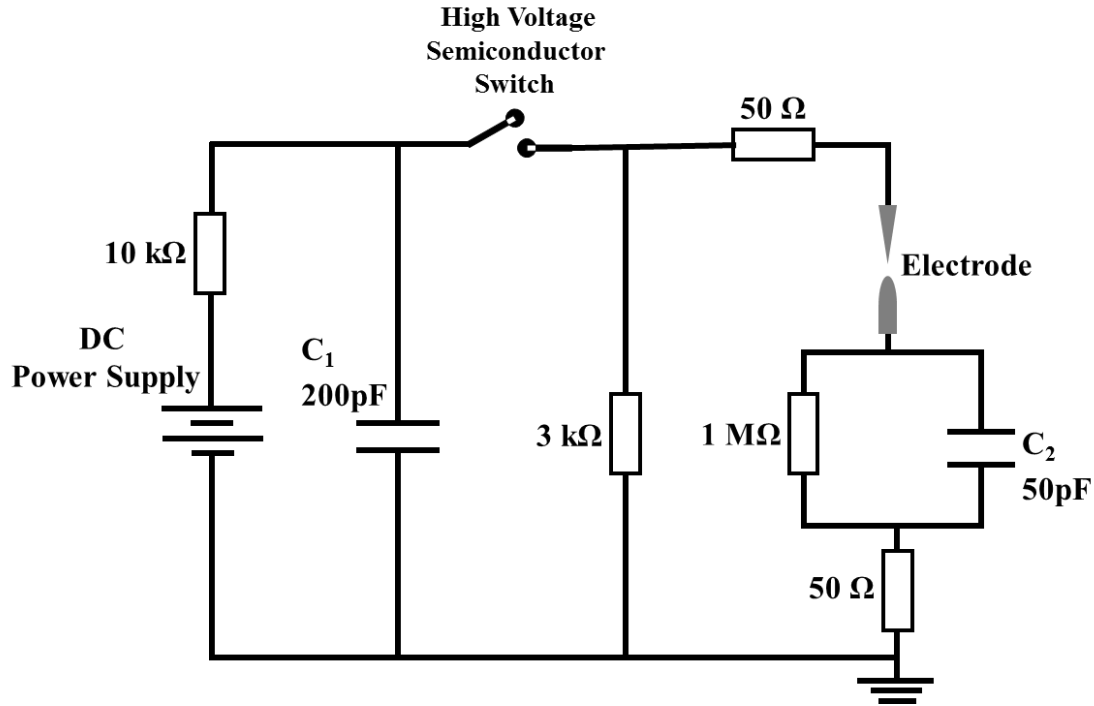 High Voltage
Semiconductor
Switch
50 Ω
10 kΩ
Electrode
DC
Power Supply
C₁
200pF
3 kΩ
1 MΩ
C₂
50pF
50 Ω